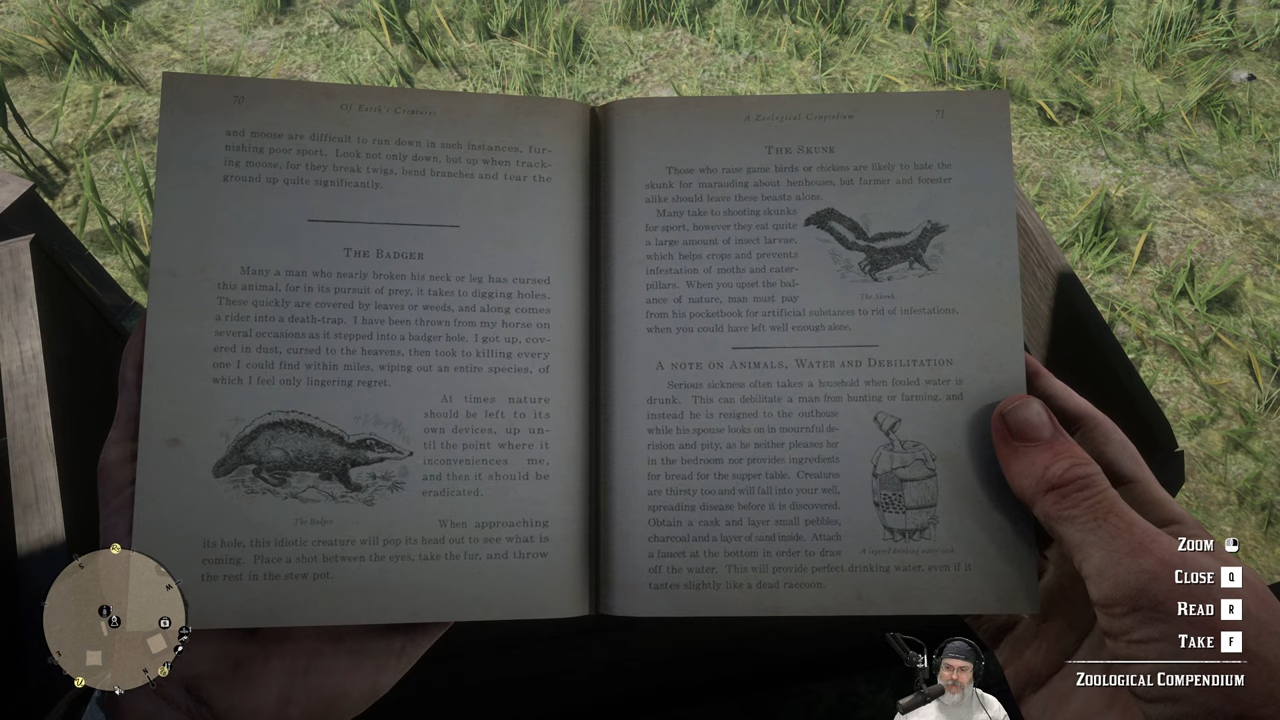 70
Of Earth's Creatures
and moose are difficult to run down in such instances, fur-
nishing poor sport. Look not only down, but up when track-
ing moose, for they break twigs, bend branches and tear the
ground up quite significantly.
The Badger
Many a man who nearly broken his neck or leg has cursed
this animal, for in its pursuit of prey, it takes to digging holes.
These quickly are covered by leaves or weeds, and along comes
a rider into a death-trap. I have been thrown from my horse on
several occasions as it stepped into a badger hole. I got up, cov-
ered in dust, cursed to the heavens, then took to killing every
one I could find within miles, wiping out an entire species, of
which I feel only lingering regret.
At times nature
should be left to its
own devices, up un-
til the point where it
inconveniences me,
and then it should be
eradicated.
The Badger
When approaching
its hole, this idiotic creature will pop its head out to see what is
coming. Place a shot between the eyes, take the fur, and throw
the rest in the stew pot.
A Zoological Compendium
71
The Skunk
Those who raise game birds or chickens are likely to hate the
skunk for marauding about henhouses, but farmer and forester
alike should leave these beasts alone.
Many take to shooting skunks
for sport, however they eat quite
a large amount of insect larvae,
which helps crops and prevents
infestation of moths and cater-
pillars. When you upset the bal-
ance of nature, man must pay
The Skunk
from his pocketbook for artificial substances to rid of infestations,
when you could have left well enough alone.
A note on Animals, Water and Debilitation
Serious sickness often takes a household when fouled water is
drunk. This can debilitate a man from hunting or farming, and
instead he is resigned to the outhouse
while his spouse looks on in mournful de-
rision and pity, as he neither pleases her
in the bedroom nor provides ingredients
for bread for the supper table. Creatures
are thirsty too and will fall into your well,
spreading disease before it is discovered.
Obtain a cask and layer small pebbles,
charcoal and a layer of sand inside. Attach
a faucet at the bottom in order to draw
A layered drinking water cask
off the water. This will provide perfect drinking water, even if it
tastes slightly like a dead raccoon.
Zoom
Close Q
Read R
Take F
Zoological Compendium